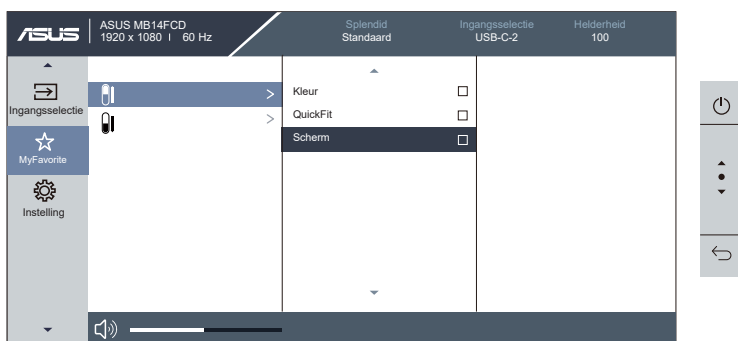 ASUS
ASUS MB14FCD
1920 x 1080 I 60 Hz
Splendid
Standaard
Ingangsselectie
USB-C-2
Helderheid
100
Ingangsselectie
MyFavorite
Instelling
>
>
Kleur
QuickFit
Scherm